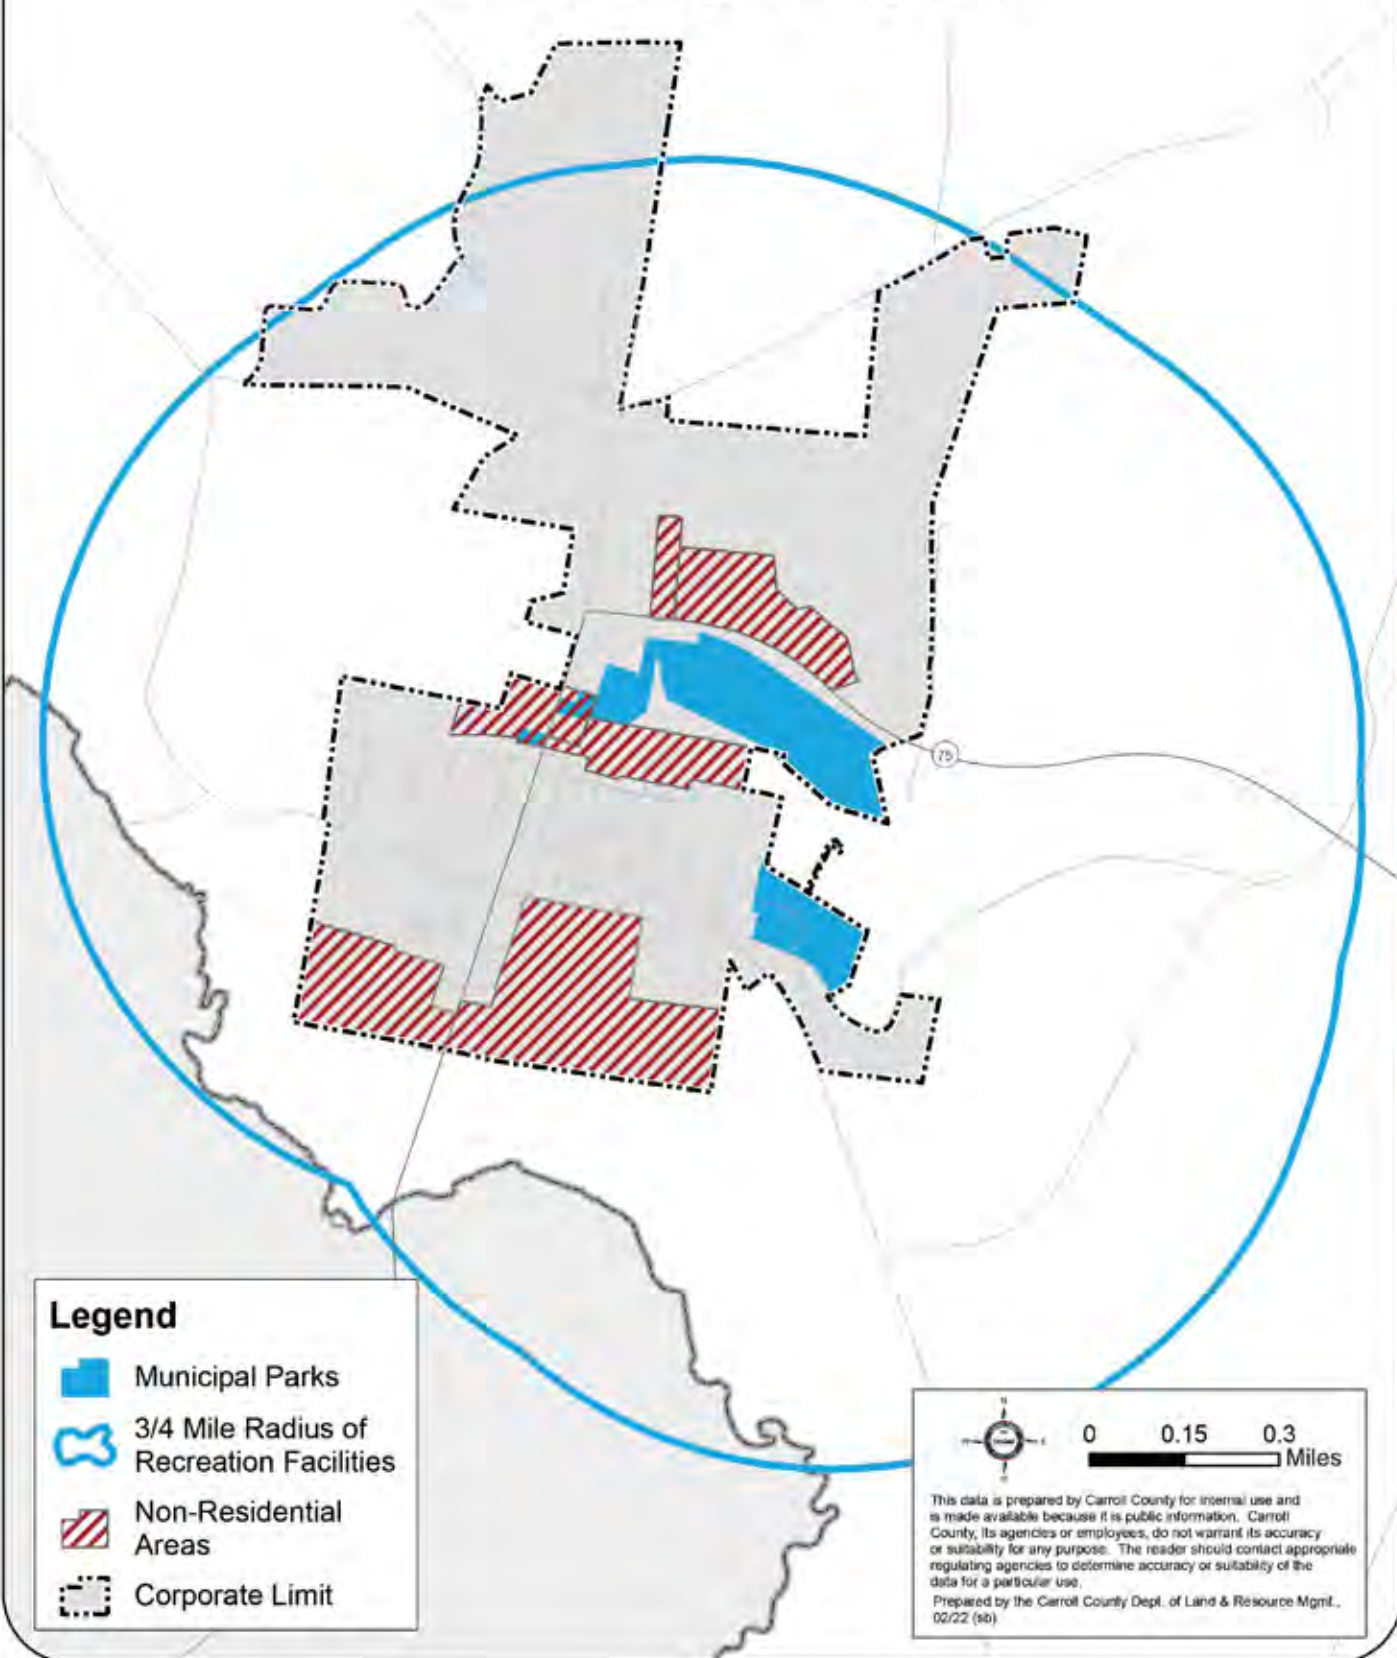 75
Legend
Municipal Parks
3/4 Mile Radius of
Recreation Facilities
Non-Residential
Areas
Corporate Limit
N
0 0.15 0.3
Miles
This data is prepared by Carroll County for internal use and
is made available because it is public information. Carroll
County, its agencies or employees, do not warrant its accuracy
or suitability for any purpose. The reader should contact appropriate
regulating agencies to determine accuracy or suitability of the
data for a particular use.
Prepared by the Carroll County Dept. of Land & Resource Mgmt.,
02/22 (sb)